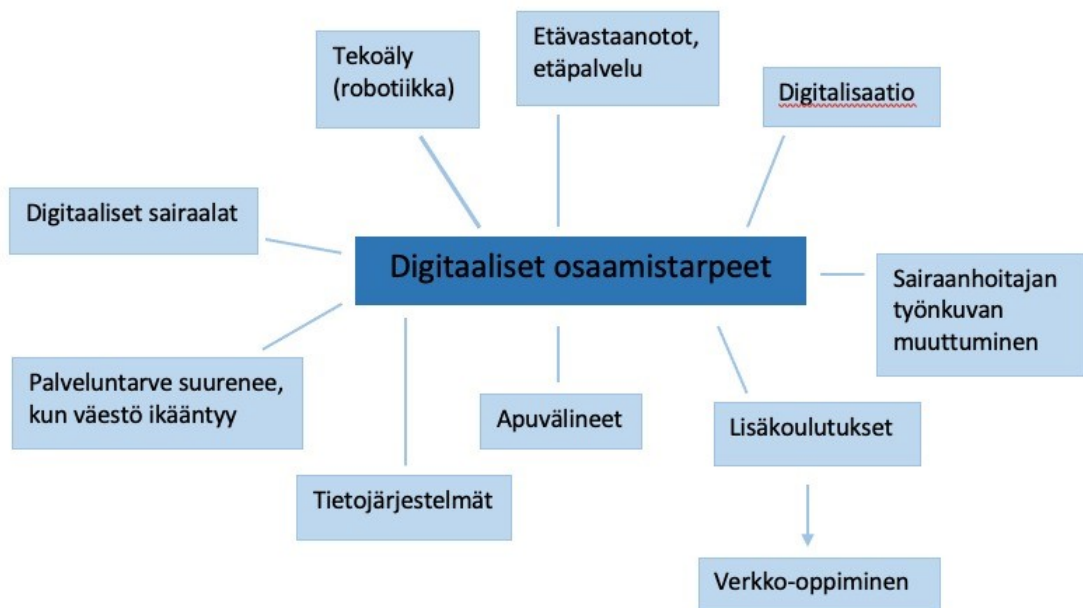 Tekoäly
(robotiikka)
Etävastaanotot,
etäpalvelu
Digitalisaatio
Digitaaliset sairaalat
Digitaaliset osaamistarpeet
Sairaanhoitajan
työnkuvan
muuttuminen
Palveluntarve suurenee,
kun väestö ikääntyy
Apuvälineet
Lisäkoulutukset
Tietojärjestelmät
Verkko-oppiminen